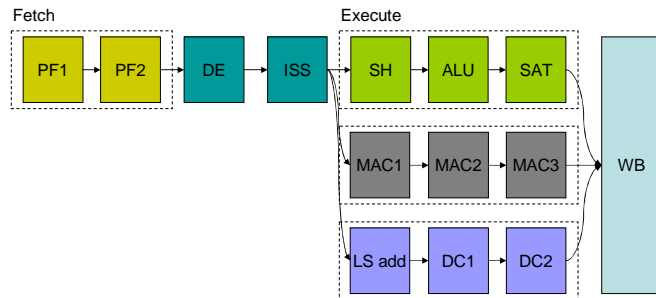 Fetch
Execute
PF1
PF2
DE
ISS
SH
ALU
SAT
MAC1
MAC2
MAC3
WB
LS add
DC1
DC2